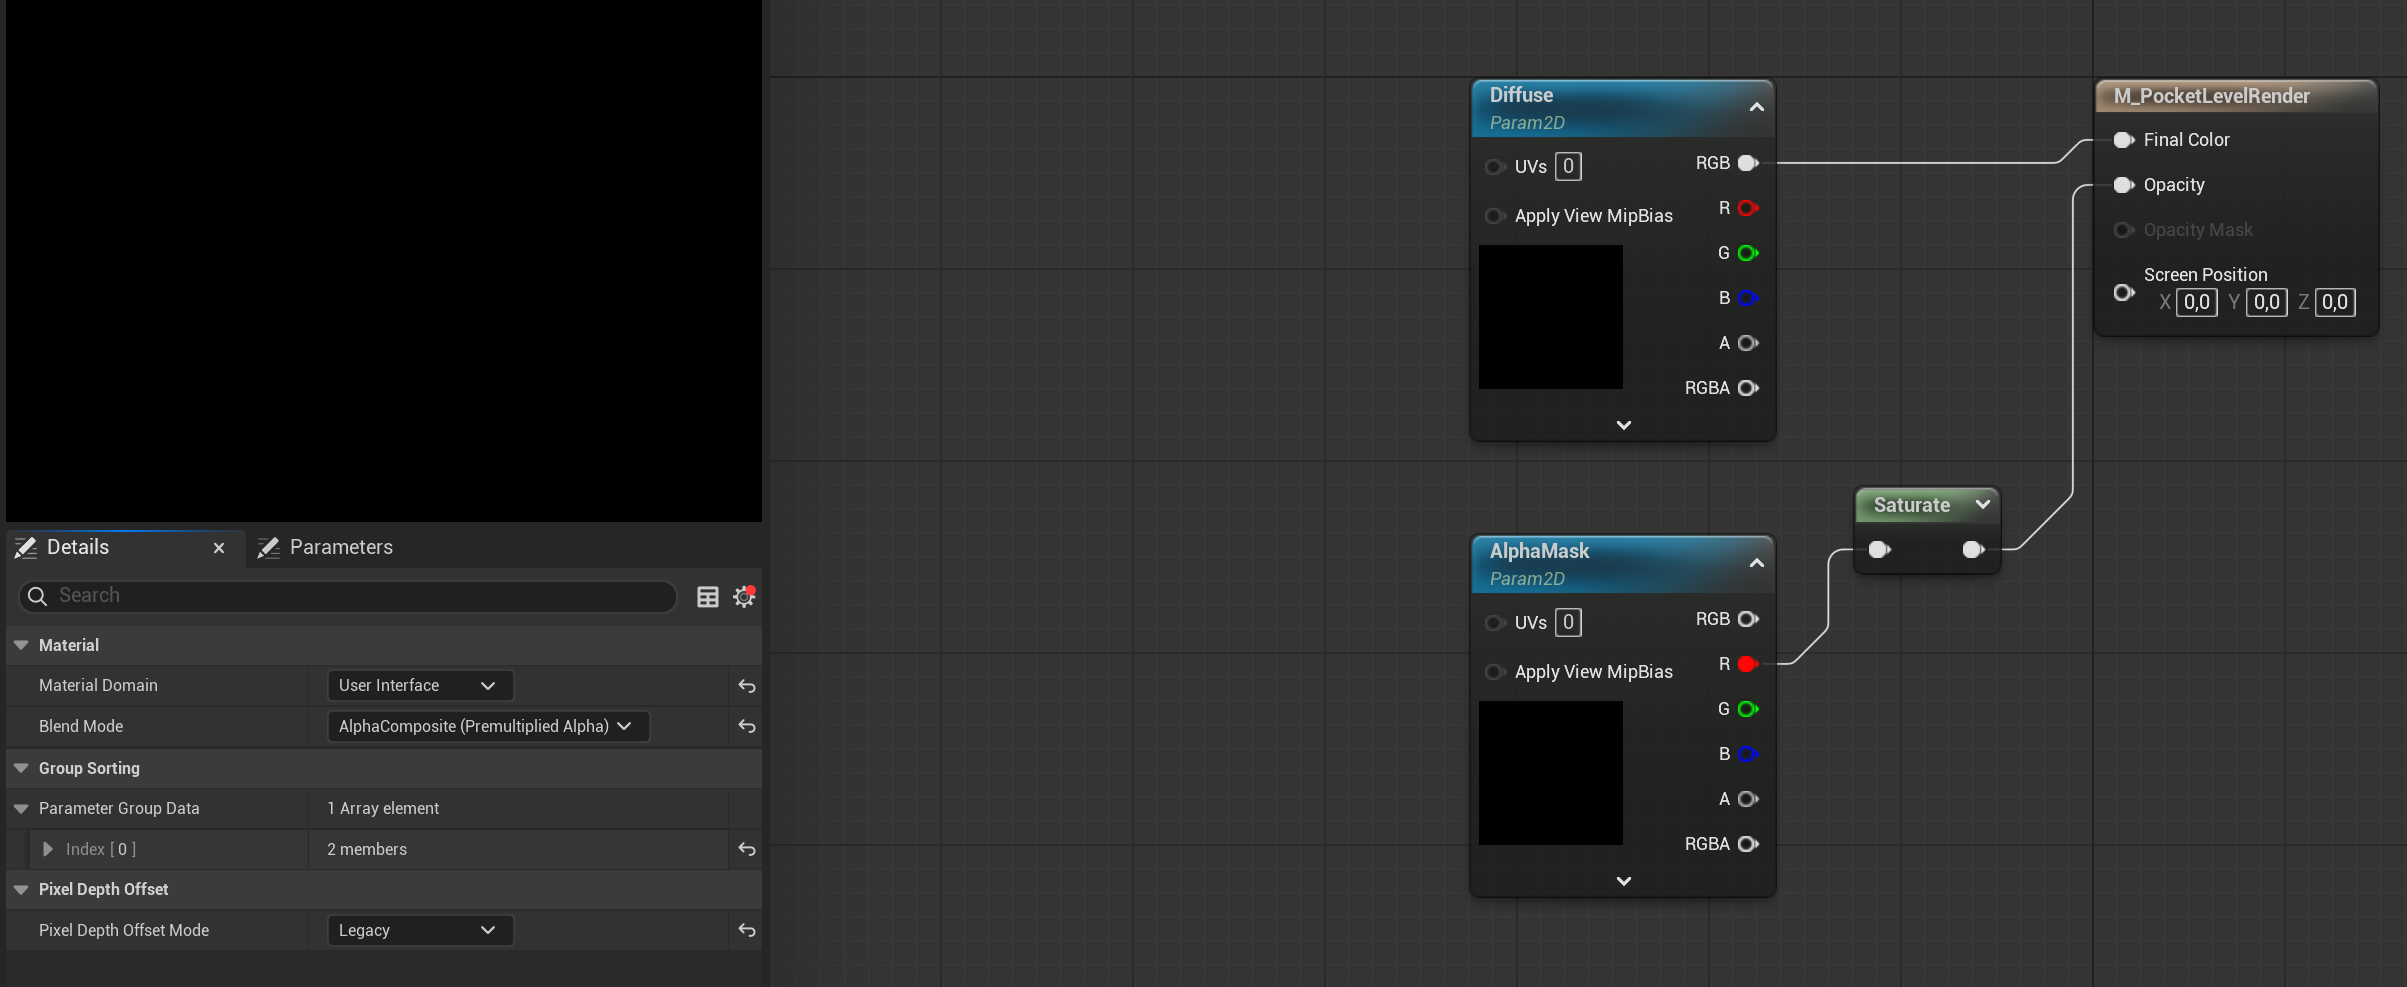 Details
Parameters
Search
Material
Material Domain
User Interface
Blend Mode
AlphaComposite (Premultiplied Alpha)
Group Sorting
Parameter Group Data
1 Array element
Index [ 0 ]
2 members
Pixel Depth Offset
Pixel Depth Offset Mode
Legacy
Diffuse
Param2D
UVs 0
RGB
Apply View MipBias
R
G
B
A
RGBA
AlphaMask
Param2D
UVs 0
RGB
Apply View MipBias
R
G
B
A
RGBA
Saturate
M_PocketLevelRender
Final Color
Opacity
Opacity Mask
Screen Position
X 0,0 Y 0,0 Z 0,0